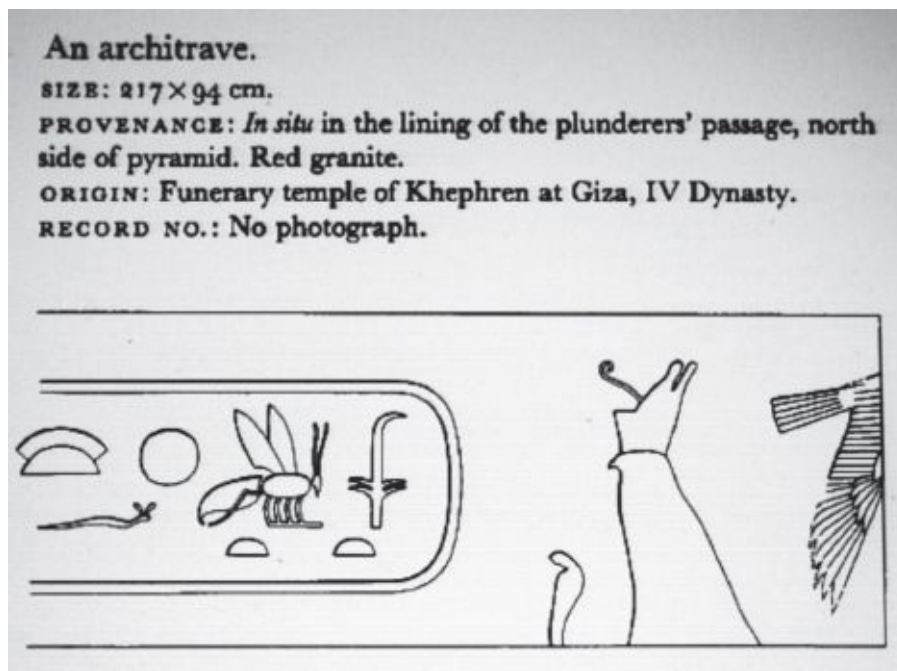 An architrave.
SIZE: 217×94 cm.
PROVENANCE: In situ in the lining of the plunderers' passage, north
side of pyramid. Red granite.
ORIGIN: Funerary temple of Khephren at Giza, IV Dynasty.
RECORD NO.: No photograph.
𓇓𓏏𓆤𓏏𓇳𓈍𓆑